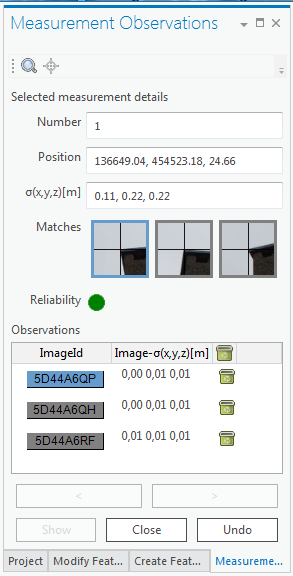 Measurement Observations
Selected measurement details
Number 1
Position 136649.04, 454523.18, 24.66
σ(x,y,z)[m] 0.11, 0.22, 0.22
Matches
Reliability
Observations
ImageId Image-σ(x,y,z)[m]
5D44A6QP 0,00 0,01 0,01
5D44A6QH 0,00 0,01 0,01
5D44A6RF 0,01 0,01 0,01
< >
Show Close Undo
Project Modify Feat... Create Feat... Measureme...